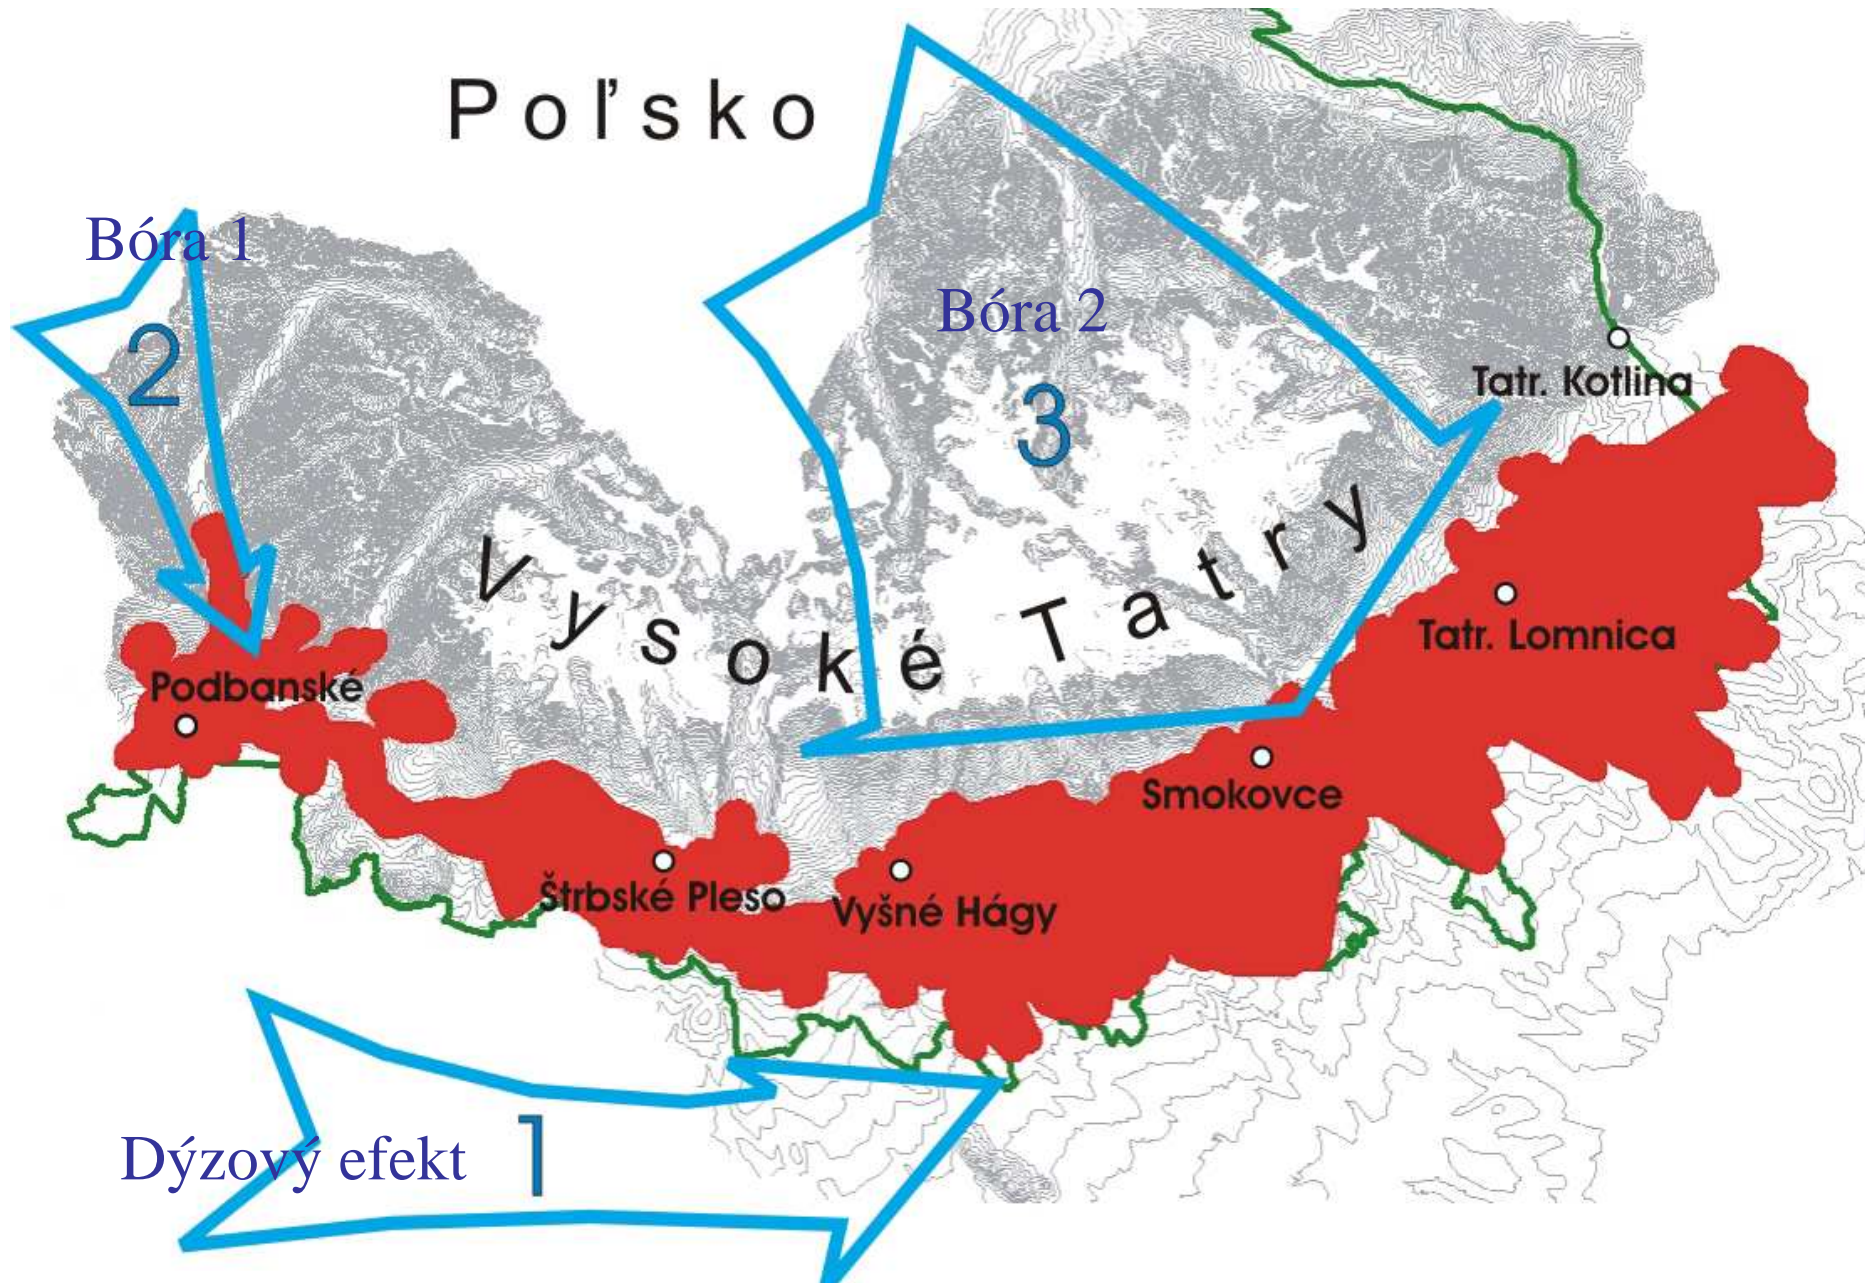 Poľsko
Bóra 1
2
Bóra 2
3
Tatr. Kotlina
Vysoké Tatry
Tatr. Lomnica
Podbanské
Smokovce
Štrbské Pleso
Vyšné Hágy
Dýzový efekt
1